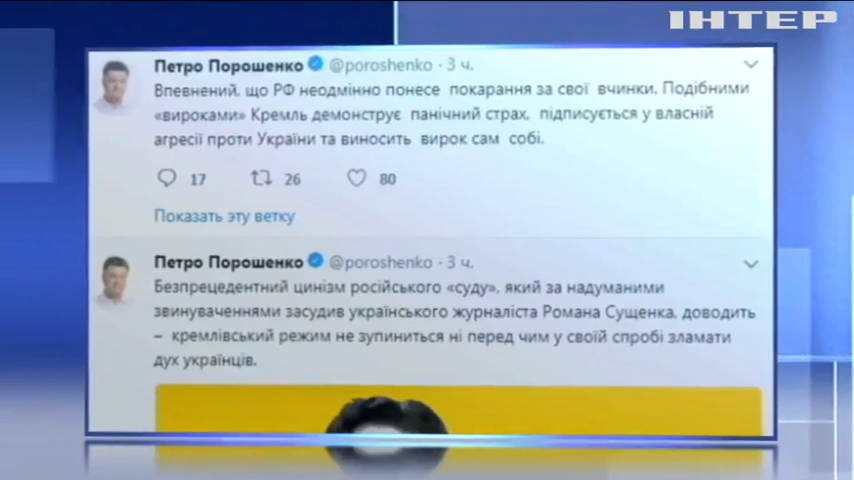 ІНТЕР
Петро Порошенко @poroshenko · 3 ч.
Впевнений, що РФ неодмінно понесе покарання за свої вчинки. Подібними
«вироками» Кремль демонструє панічний страх, підписується у власній
агресії проти України та виносить вирок сам собі.
17 26 80
Показать эту ветку
Петро Порошенко @poroshenko · 3 ч.
Безпрецедентний цинізм російського «суду», який за надуманими
звинуваченнями засудив українського журналіста Романа Сущенка, доводить
– кремлівський режим не зупиниться ні перед чим у своїй спробі зламати
дух українців.